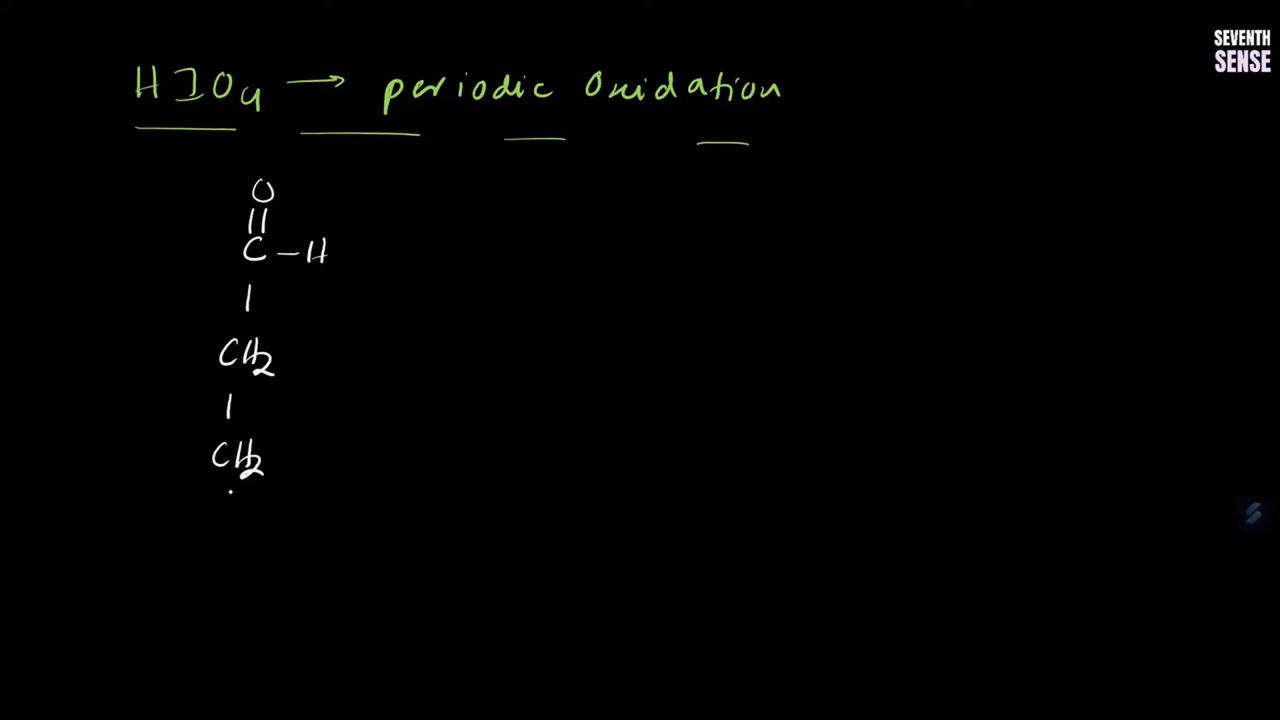 SEVENTH
SENSE
HIO4 → periodic Oxidation
O
||
C – H
|
CH2
|
CH2